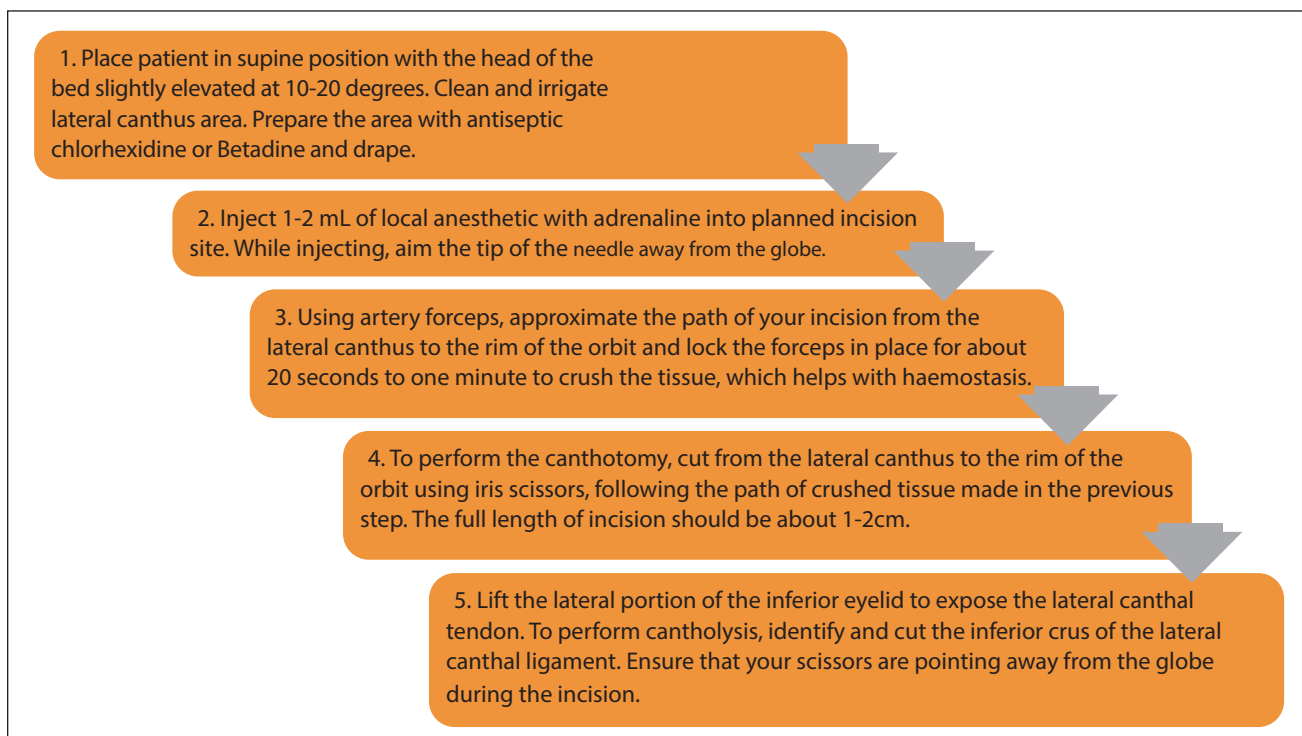 1. Place patient in supine position with the head of the
bed slightly elevated at 10-20 degrees. Clean and irrigate
lateral canthus area. Prepare the area with antiseptic
chlorhexidine or Betadine and drape.
2. Inject 1-2 mL of local anesthetic with adrenaline into planned incision
site. While injecting, aim the tip of the needle away from the globe.
3. Using artery forceps, approximate the path of your incision from the
lateral canthus to the rim of the orbit and lock the forceps in place for about
20 seconds to one minute to crush the tissue, which helps with haemostasis.
4. To perform the canthotomy, cut from the lateral canthus to the rim of the
orbit using iris scissors, following the path of crushed tissue made in the previous
step. The full length of incision should be about 1-2cm.
5. Lift the lateral portion of the inferior eyelid to expose the lateral canthal
tendon. To perform cantholysis, identify and cut the inferior crus of the lateral
canthal ligament. Ensure that your scissors are pointing away from the globe
during the incision.